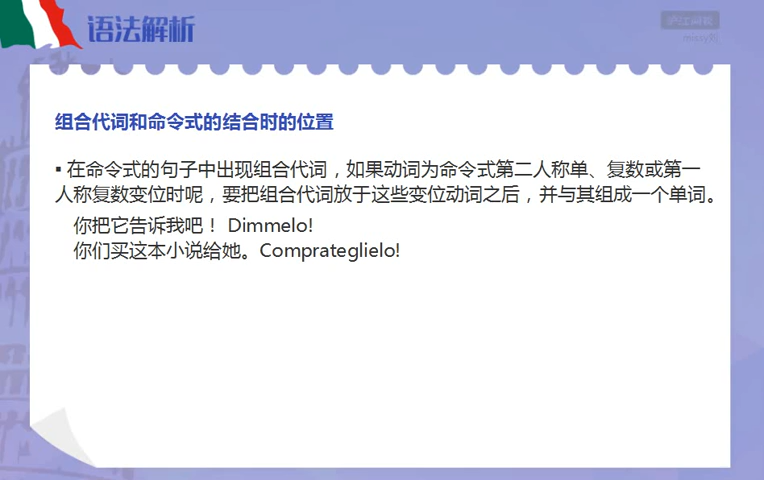 语法解析
沪江网校
组合代词和命令式的结合时的位置
▪ 在命令式的句子中出现组合代词，如果动词为命令式第二人称单、复数或第一
人称复数变位时呢，要把组合代词放于这些变位动词之后，并与其组成一个单词。
你把它告诉我吧！ Dimmelo!
你们买这本小说给她。Comprateglielo!